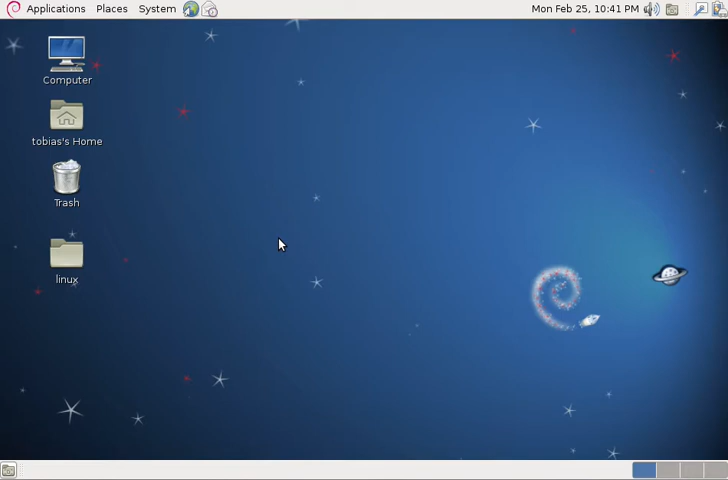 Applications Places System Mon Feb 25, 10:41 PM
Computer
tobias's Home
Trash
linux